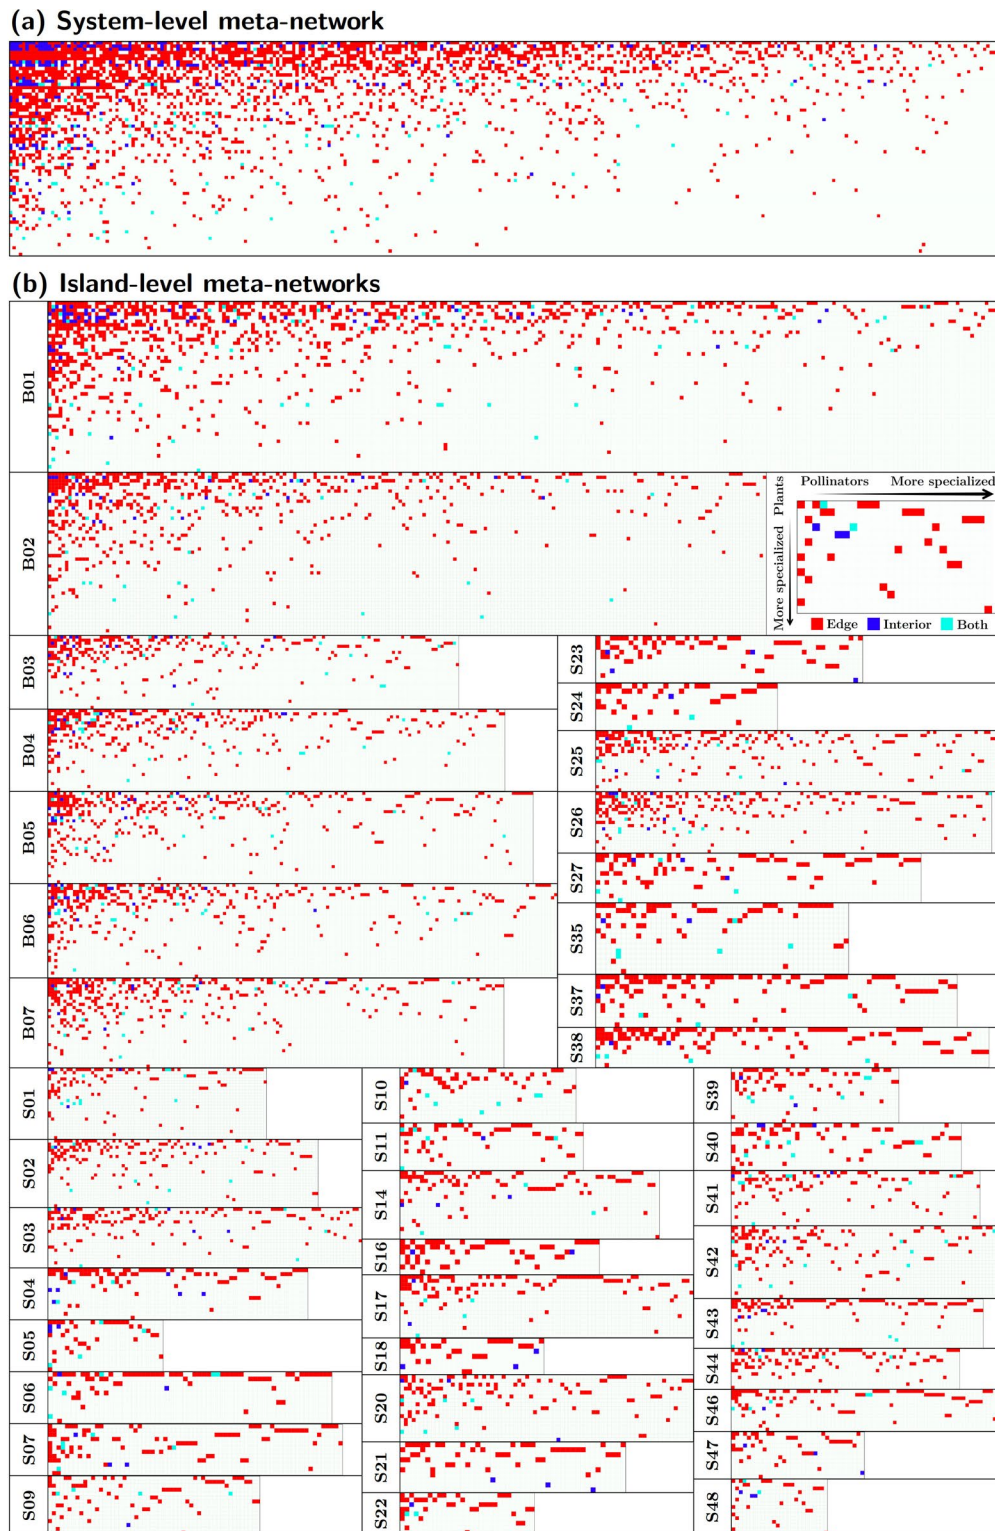 (a) System-level meta-network
(b) Island-level meta-networks
B01
B02
Pollinators More specialized
More specialized Plants
Edge Interior Both
B03
B04
B05
B06
B07
S23
S24
S25
S26
S27
S35
S37
S38
S01
S02
S03
S04
S05
S06
S07
S09
S10
S11
S14
S16
S17
S18
S20
S21
S22
S39
S40
S41
S42
S43
S44
S46
S47
S48